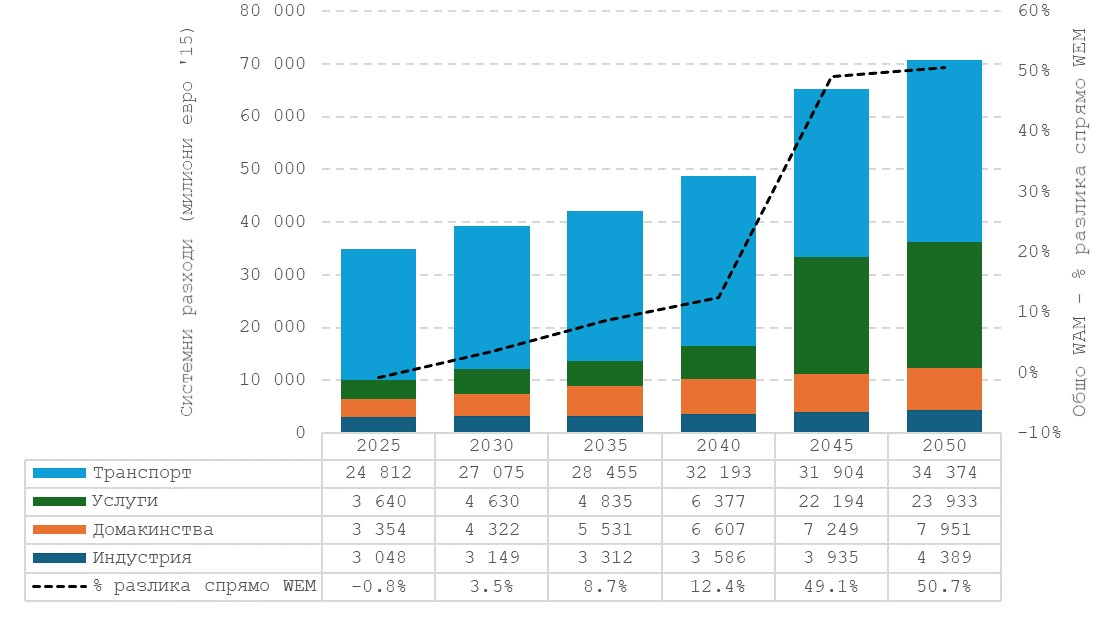 Системни разходи (милиони евро '15)
80 000
70 000
60 000
50 000
40 000
30 000
20 000
10 000
0
60%
50%
40%
30%
20%
10%
0%
-10%
Общо WAM - % разлика спрямо WEM
2025 2030 2035 2040 2045 2050
Транспорт 24 812 27 075 28 455 32 193 31 904 34 374
Услуги 3 640 4 630 4 835 6 377 22 194 23 933
Домакинства 3 354 4 322 5 531 6 607 7 249 7 951
Индустрия 3 048 3 149 3 312 3 586 3 935 4 389
% разлика спрямо WEM -0.8% 3.5% 8.7% 12.4% 49.1% 50.7%